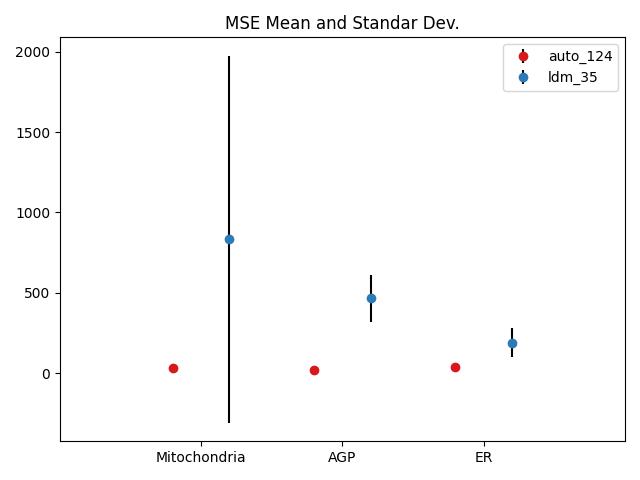 MSE Mean and Standar Dev.
auto_124
ldm_35
2000
1500
1000
500
0
Mitochondria
AGP
ER